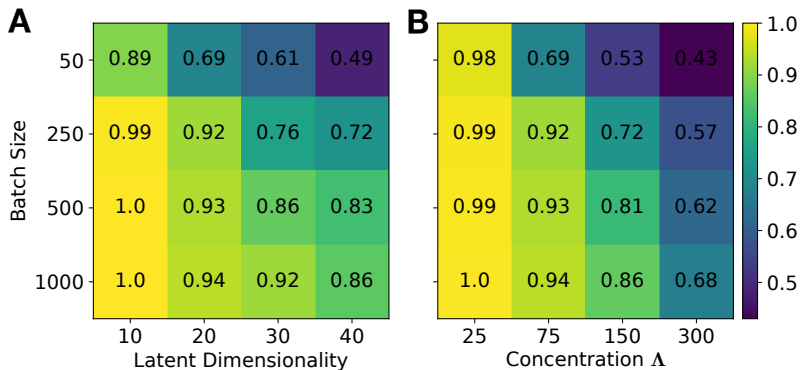 A
B
Batch Size
50
0.89 0.69 0.61 0.49
0.98 0.69 0.53 0.43
250
0.99 0.92 0.76 0.72
0.99 0.92 0.72 0.57
500
1.0 0.93 0.86 0.83
0.99 0.93 0.81 0.62
1000
1.0 0.94 0.92 0.86
1.0 0.94 0.86 0.68
10 20 30 40
Latent Dimensionality
25 75 150 300
Concentration Λ
1.0
0.9
0.8
0.7
0.6
0.5